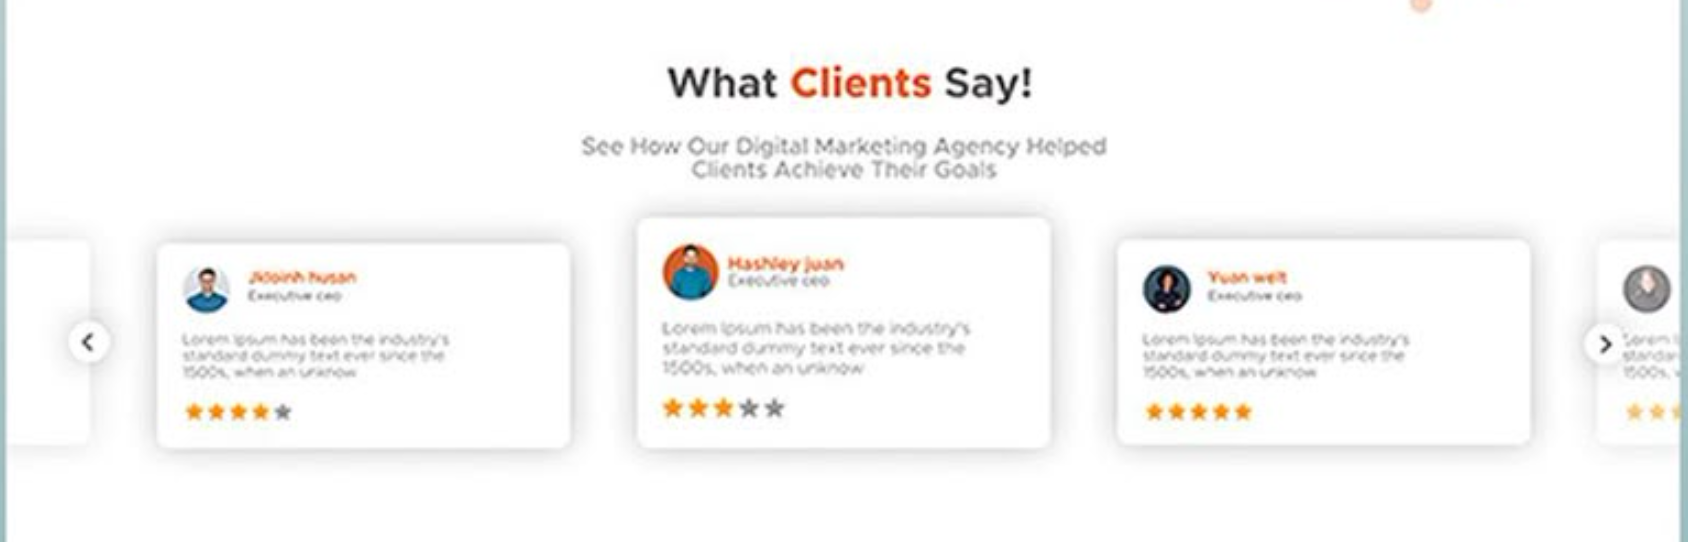 What Clients Say!
See How Our Digital Marketing Agency Helped
Clients Achieve Their Goals
Jkloinh husan
Executive ceo
Lorem Ipsum has been the industry's
standard dummy text ever since the
1500s, when an unknow
Hashley juan
Executive ceo
Lorem Ipsum has been the industry's
standard dummy text ever since the
1500s, when an unknow
Yuan welt
Executive ceo
Lorem Ipsum has been the industry's
standard dummy text ever since the
1500s, when an unknow
Lorem
standar
1500s,